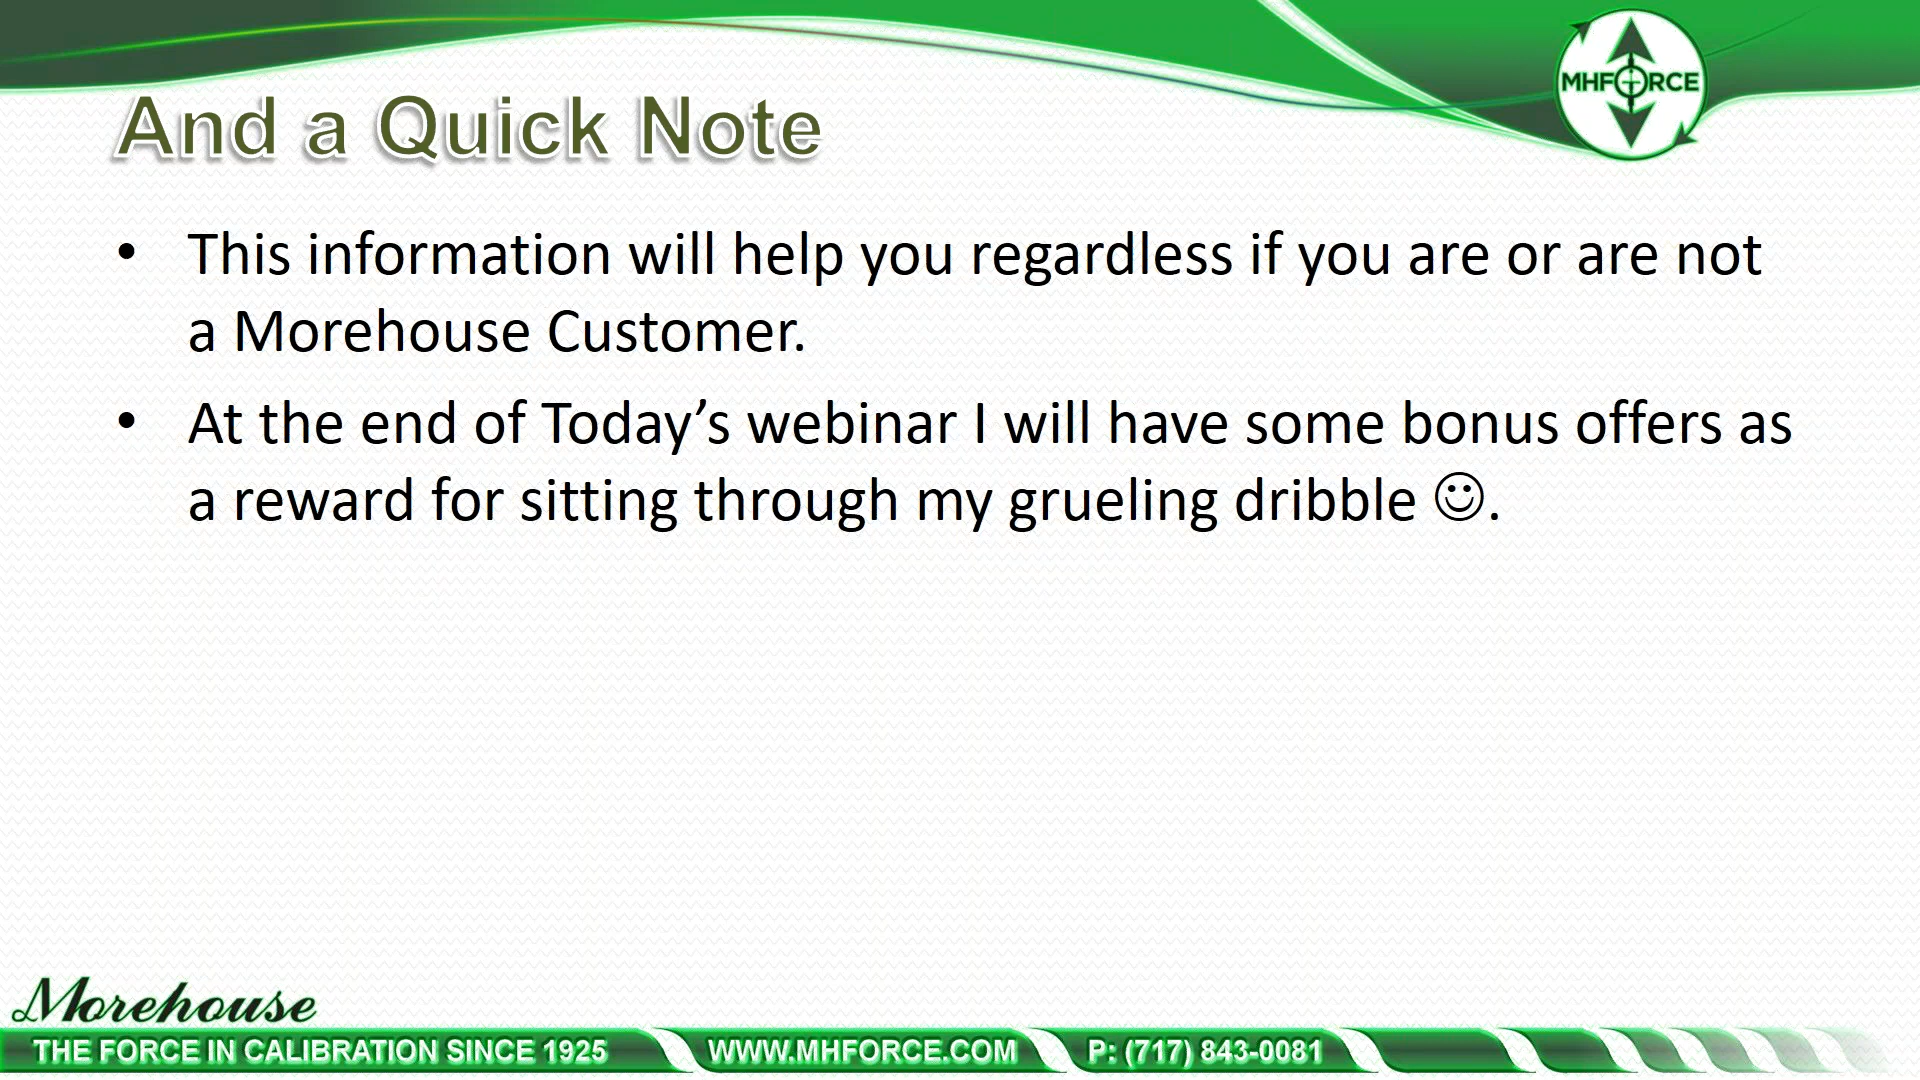 MHFORCE
And a Quick Note
• This information will help you regardless if you are or are not
a Morehouse Customer.
• At the end of Today’s webinar I will have some bonus offers as
a reward for sitting through my grueling dribble ☺.
Morehouse
THE FORCE IN CALIBRATION SINCE 1925 WWW.MHFORCE.COM P: (717) 843-0081